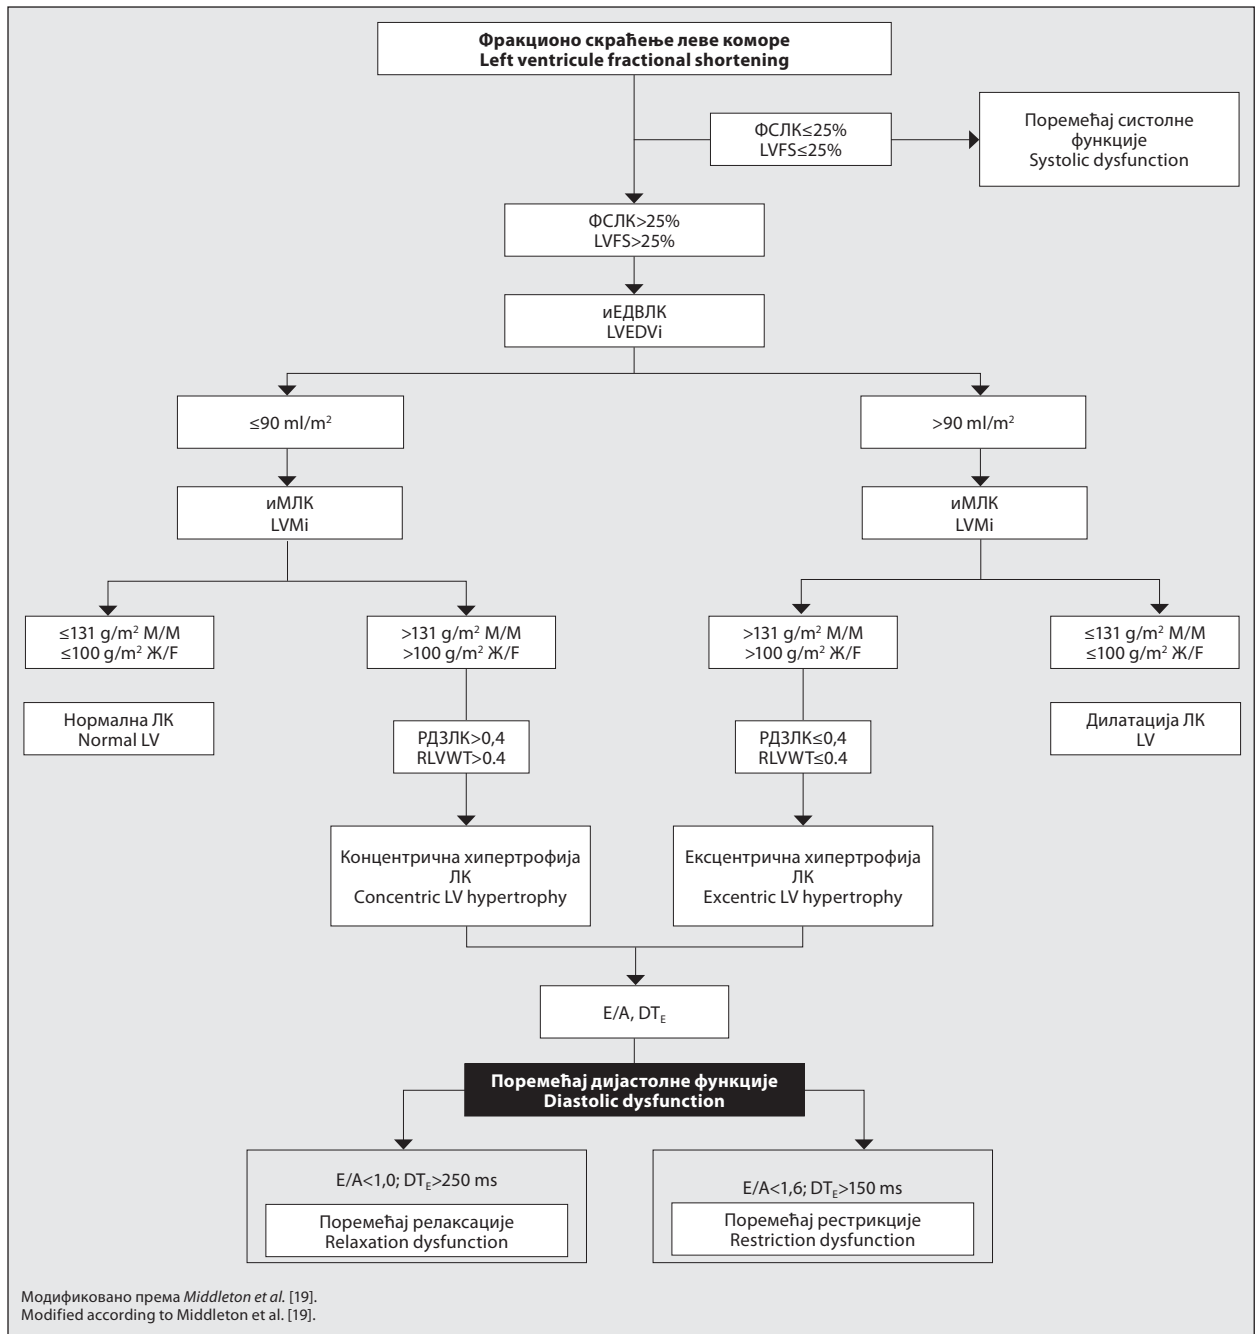 Фракционо скраћење леве коморе
Left ventricule fractional shortening
ФСЛК≤25%
LVFS≤25%
Поремећај систолне
функције
Systolic dysfunction
ФСЛК>25%
LVFS>25%
иЕДВЛК
LVEDVi
≤90 ml/m²
>90 ml/m²
иМЛК
LVMi
иМЛК
LVMi
≤131 g/m² М/M
≤100 g/m² Ж/F
>131 g/m² М/M
>100 g/m² Ж/F
>131 g/m² М/M
>100 g/m² Ж/F
≤131 g/m² М/M
≤100 g/m² Ж/F
Нормална ЛК
Normal LV
РДЗЛК>0,4
RLVWT>0.4
РДЗЛК≤0,4
RLVWT≤0.4
Дилатација ЛК
LV
Концентрична хипертрофија
ЛК
Concentric LV hypertrophy
Ексцентрична хипертрофија
ЛК
Excentric LV hypertrophy
E/A, DT_E
Поремећај дијастолне функције
Diastolic dysfunction
E/A<1,0; DT_E>250 ms
Поремећај релаксације
Relaxation dysfunction
E/A<1,6; DT_E>150 ms
Поремећај рестрикције
Restriction dysfunction
Модификовано према Middleton et al. [19].
Modified according to Middleton et al. [19].